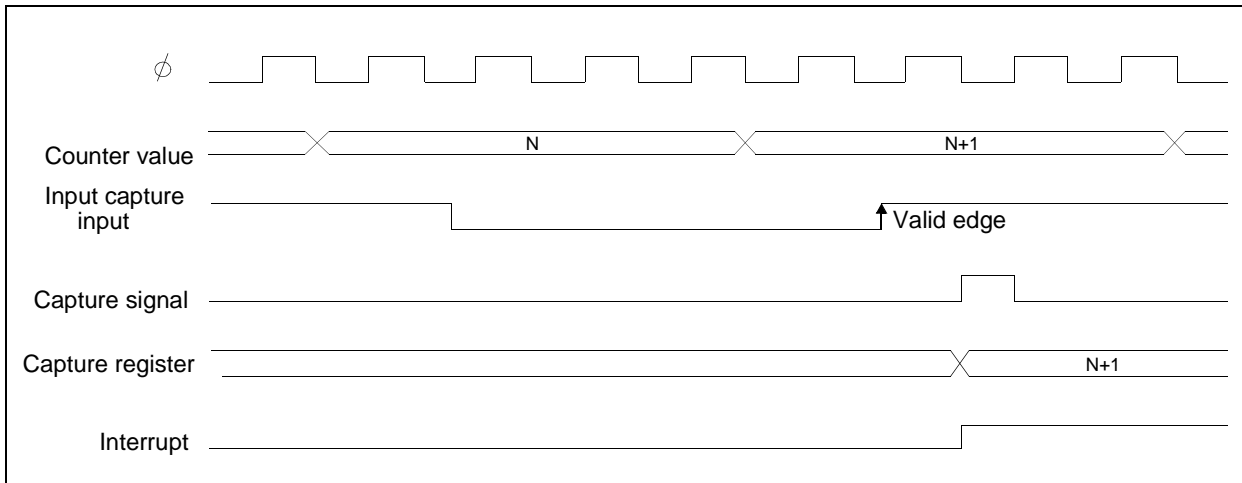 ϕ
Counter value
N
N+1
Input capture
input
Valid edge
Capture signal
Capture register
N+1
Interrupt